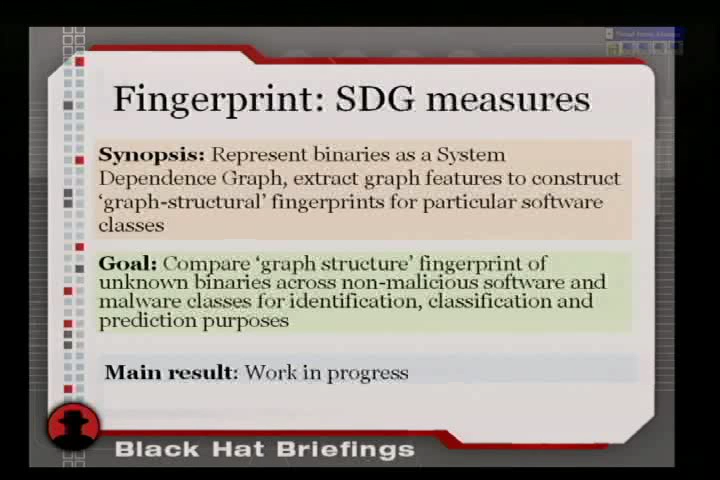 Fingerprint: SDG measures
Synopsis: Represent binaries as a System
Dependence Graph, extract graph features to construct
‘graph-structural’ fingerprints for particular software
classes
Goal: Compare ‘graph structure’ fingerprint of
unknown binaries across non-malicious software and
malware classes for identification, classification and
prediction purposes
Main result: Work in progress
Black Hat Briefings